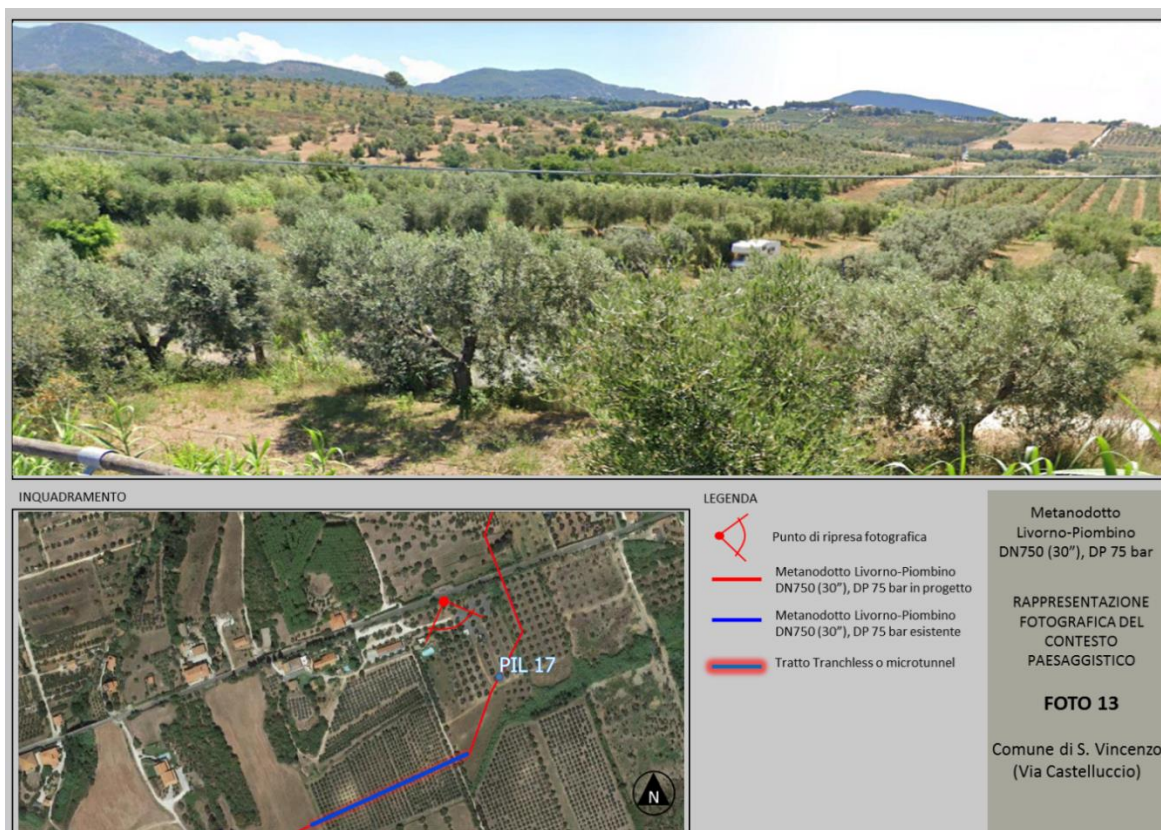 INQUADRAMENTO
PIL 17
N
LEGENDA
Punto di ripresa fotografica
Metanodotto Livorno-Piombino
DN750 (30”), DP 75 bar in progetto
Metanodotto Livorno-Piombino
DN750 (30”), DP 75 bar esistente
Tratto Tranchless o microtunnel
Metanodotto
Livorno-Piombino
DN750 (30”), DP 75 bar
RAPPRESENTAZIONE
FOTOGRAFICA DEL
CONTESTO
PAESAGGISTICO
FOTO 13
Comune di S. Vincenzo
(Via Castelluccio)